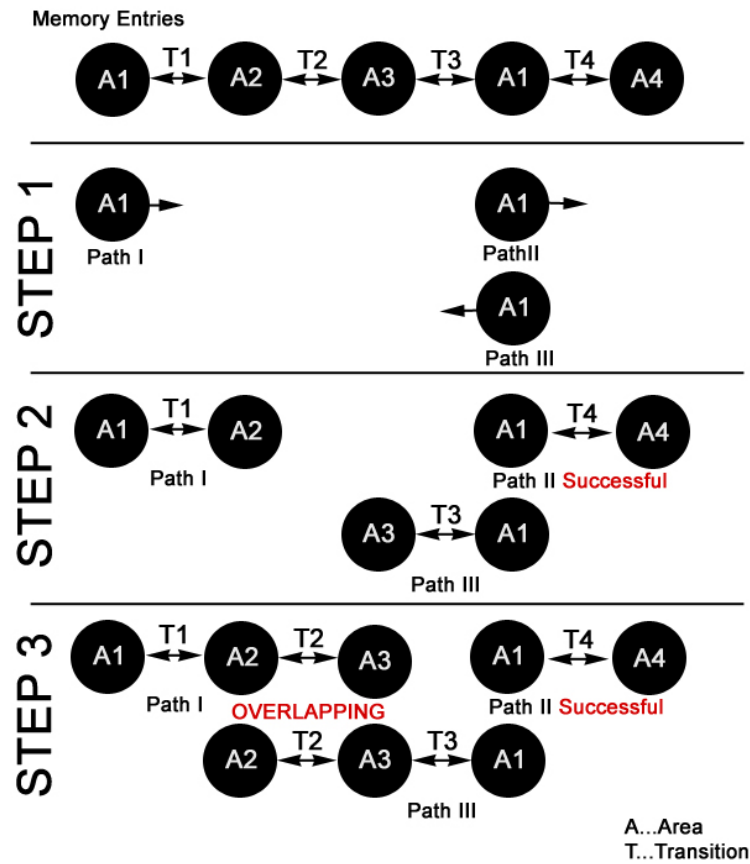 Memory Entries
T1 T2 T3 T4
A1 A2 A3 A1 A4
STEP 1
A1 A1
Path I PathII
A1
Path III
STEP 2
T1 T4
A1 A2 A1 A4
Path I Path II Successful
T3
A3 A1
Path III
STEP 3
T1 T2 T4
A1 A2 A3 A1 A4
Path I Path II Successful
OVERLAPPING
T2 T3
A2 A3 A1
Path III
A...Area
T...Transition